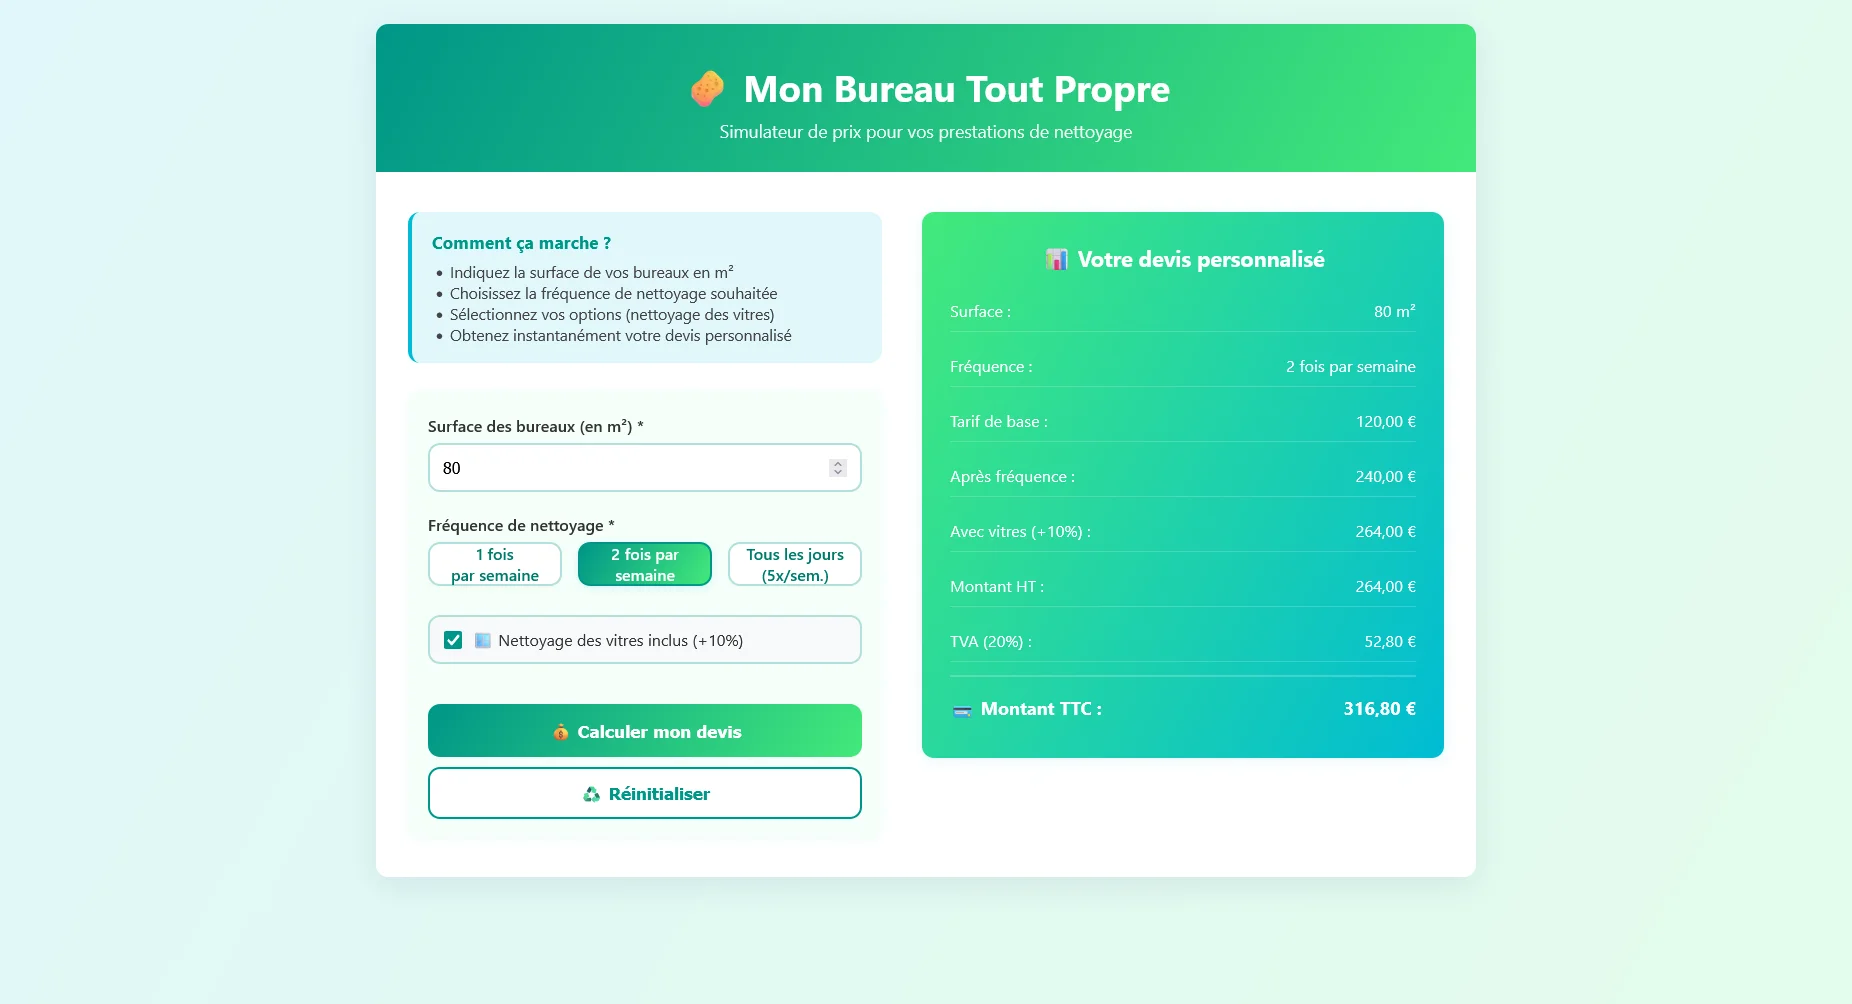 Mon Bureau Tout Propre
Simulateur de prix pour vos prestations de nettoyage
Comment ça marche ?
• Indiquez la surface de vos bureaux en m²
• Choisissez la fréquence de nettoyage souhaitée
• Sélectionnez vos options (nettoyage des vitres)
• Obtenez instantanément votre devis personnalisé
Surface des bureaux (en m²) *
80
Fréquence de nettoyage *
1 fois
par semaine
2 fois par
semaine
Tous les jours
(5x/sem.)
Nettoyage des vitres inclus (+10%)
Calculer mon devis
Réinitialiser
Votre devis personnalisé
Surface : 80 m²
Fréquence : 2 fois par semaine
Tarif de base : 120,00 €
Après fréquence : 240,00 €
Avec vitres (+10%) : 264,00 €
Montant HT : 264,00 €
TVA (20%) : 52,80 €
Montant TTC : 316,80 €